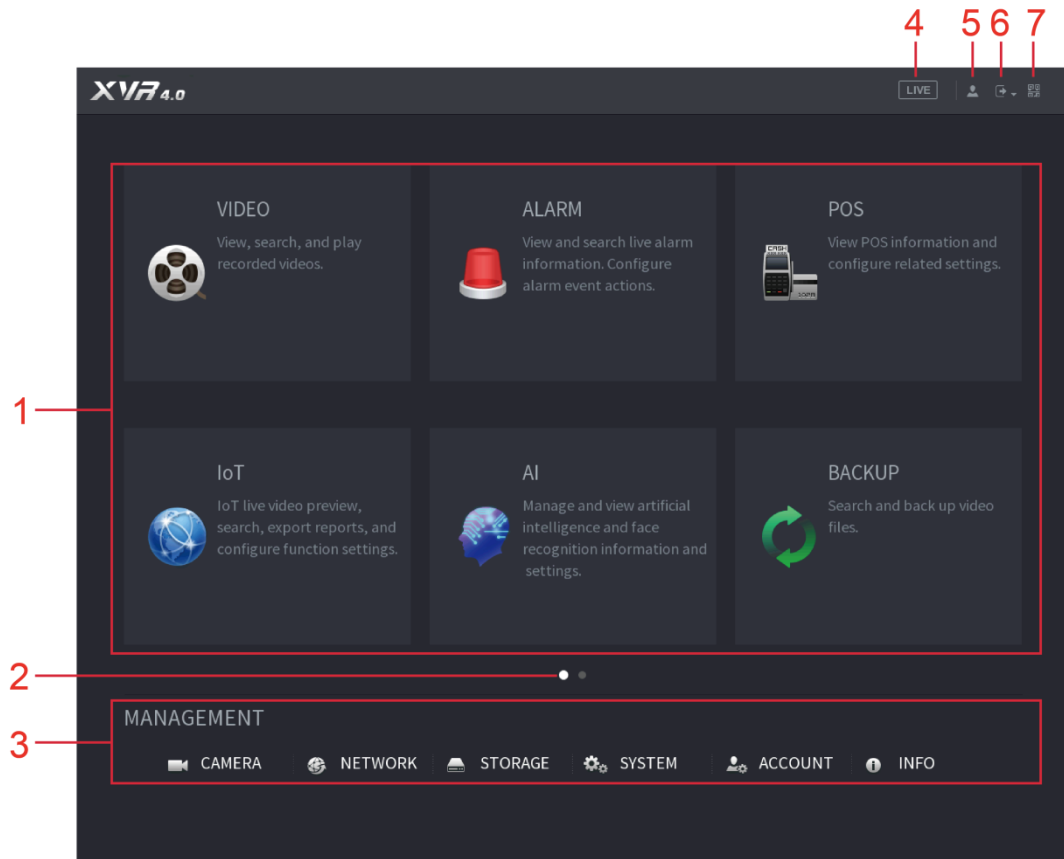 4 5 6 7
XVR 4.0
LIVE
VIDEO
View, search, and play
recorded videos.
ALARM
View and search live alarm
information. Configure
alarm event actions.
POS
View POS information and
configure related settings.
CASH
1
IoT
IoT live video preview,
search, export reports, and
configure function settings.
AI
Manage and view artificial
intelligence and face
recognition information and
settings.
BACKUP
Search and back up video
files.
2
3
MANAGEMENT
CAMERA NETWORK STORAGE SYSTEM ACCOUNT INFO